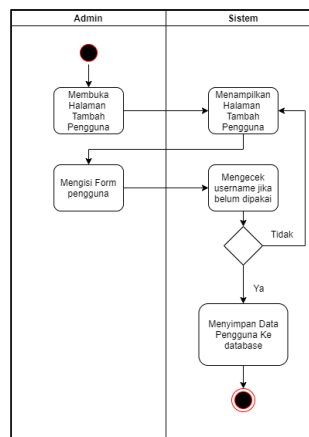 Admin
Sistem
Membuka
Halaman
Tambah
Pengguna
Menampilkan
Halaman
Tambah
Pengguna
Mengisi Form
pengguna
Mengecek
username jika
belum dipakai
Tidak
Ya
Menyimpan Data
Pengguna Ke
database